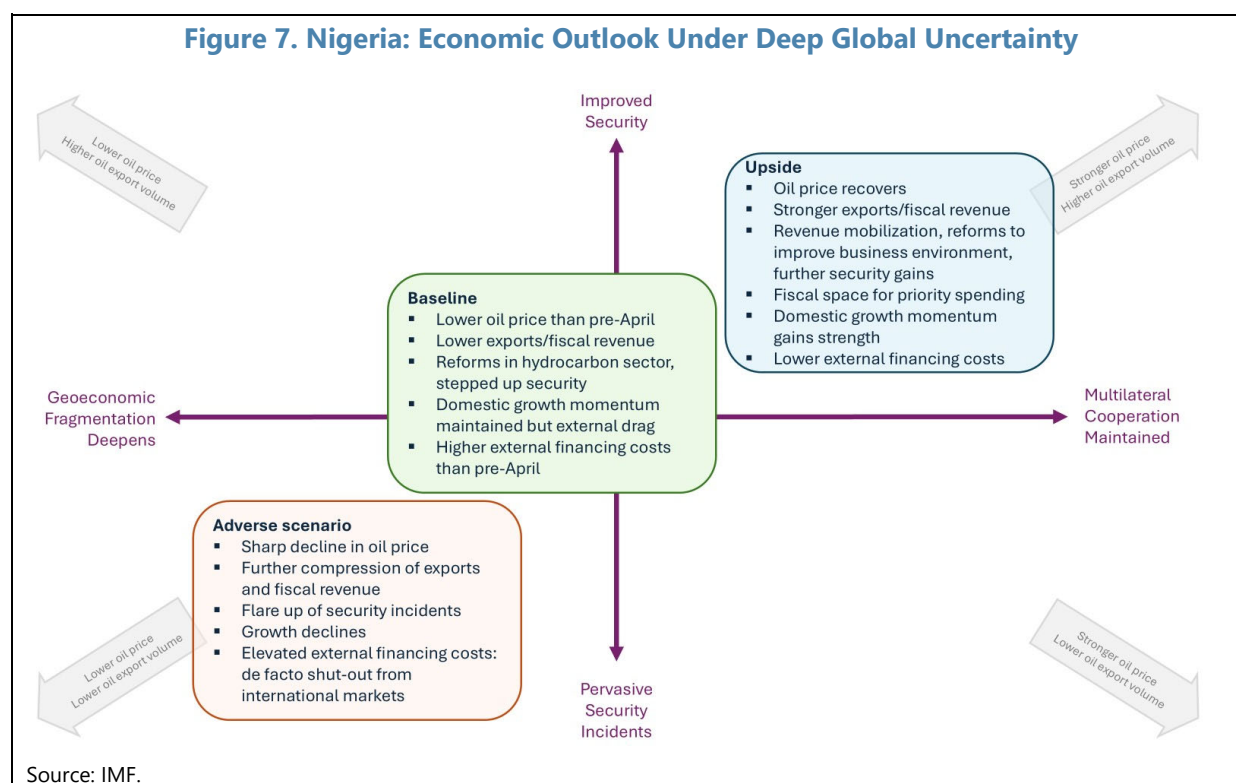 Figure 7. Nigeria: Economic Outlook Under Deep Global Uncertainty
Lower oil price
Higher oil export volume
Improved
Security
Stronger oil price
Higher oil export volume
Upside
▪ Oil price recovers
▪ Stronger exports/fiscal revenue
▪ Revenue mobilization, reforms to
improve business environment,
further security gains
▪ Fiscal space for priority spending
▪ Domestic growth momentum
gains strength
▪ Lower external financing costs
Baseline
▪ Lower oil price than pre-April
▪ Lower exports/fiscal revenue
▪ Reforms in hydrocarbon sector,
stepped up security
▪ Domestic growth momentum
maintained but external drag
▪ Higher external financing costs
than pre-April
Geoeconomic
Fragmentation
Deepens
Multilateral
Cooperation
Maintained
Adverse scenario
▪ Sharp decline in oil price
▪ Further compression of exports
and fiscal revenue
▪ Flare up of security incidents
▪ Growth declines
▪ Elevated external financing costs:
de facto shut-out from
international markets
Lower oil price
Lower oil export volume
Pervasive
Security
Incidents
Stronger oil price
Lower oil export volume
Source: IMF.